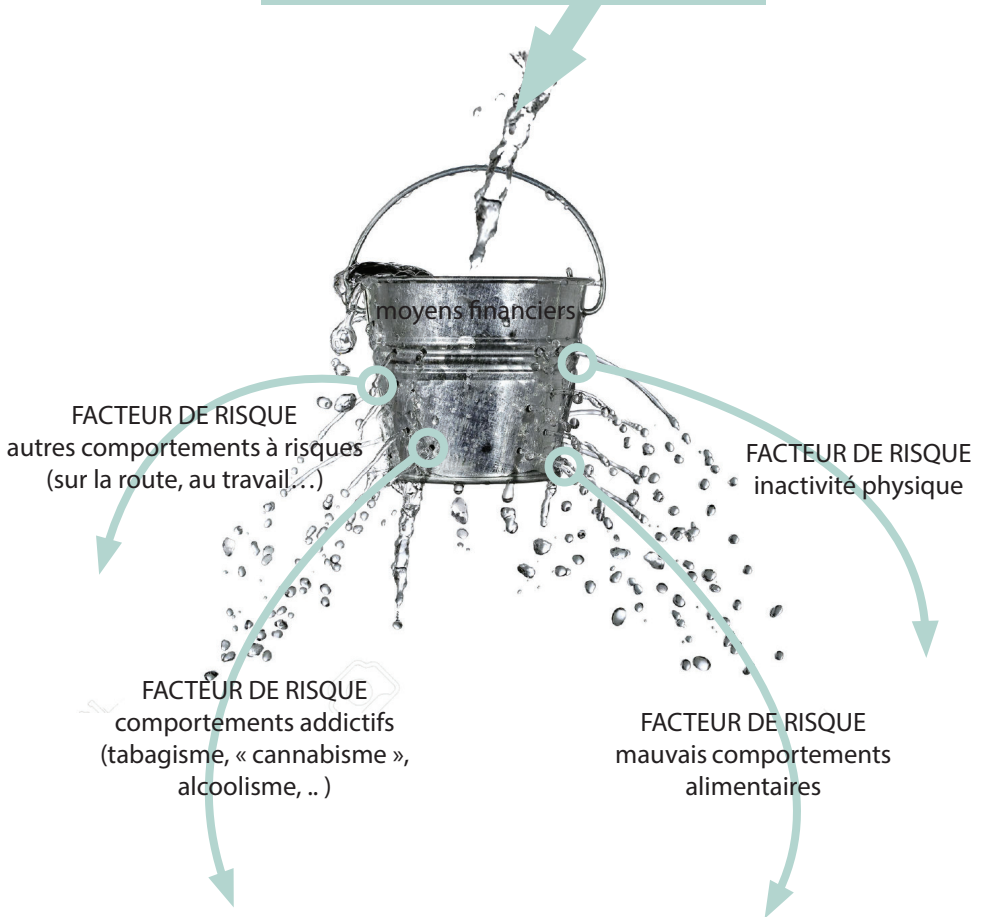 moyens financiers
FACTEUR DE RISQUE
autres comportements à risques
(sur la route, au travail…)
FACTEUR DE RISQUE
inactivité physique
FACTEUR DE RISQUE
comportements addictifs
(tabagisme, « cannabisme »,
alcoolisme, .. )
FACTEUR DE RISQUE
mauvais comportements
alimentaires